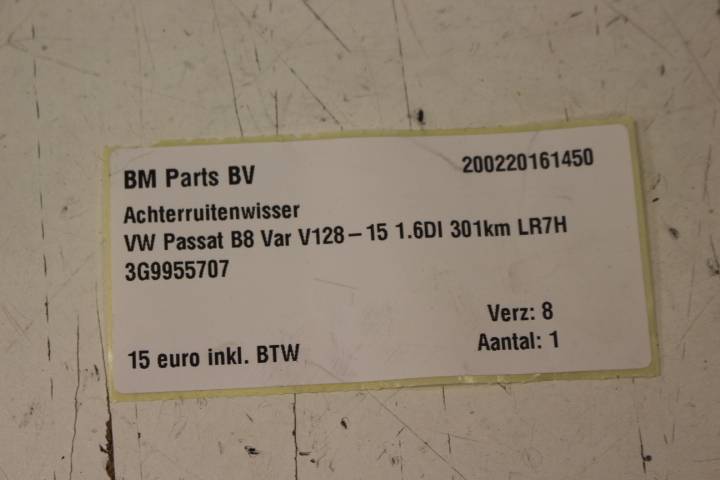 BM Parts BV 200220161450
Achterruitenwisser
VW Passat B8 Var V128-15 1.6DI 301km LR7H
3G9955707
Verz: 8
15 euro inkl. BTW Aantal: 1